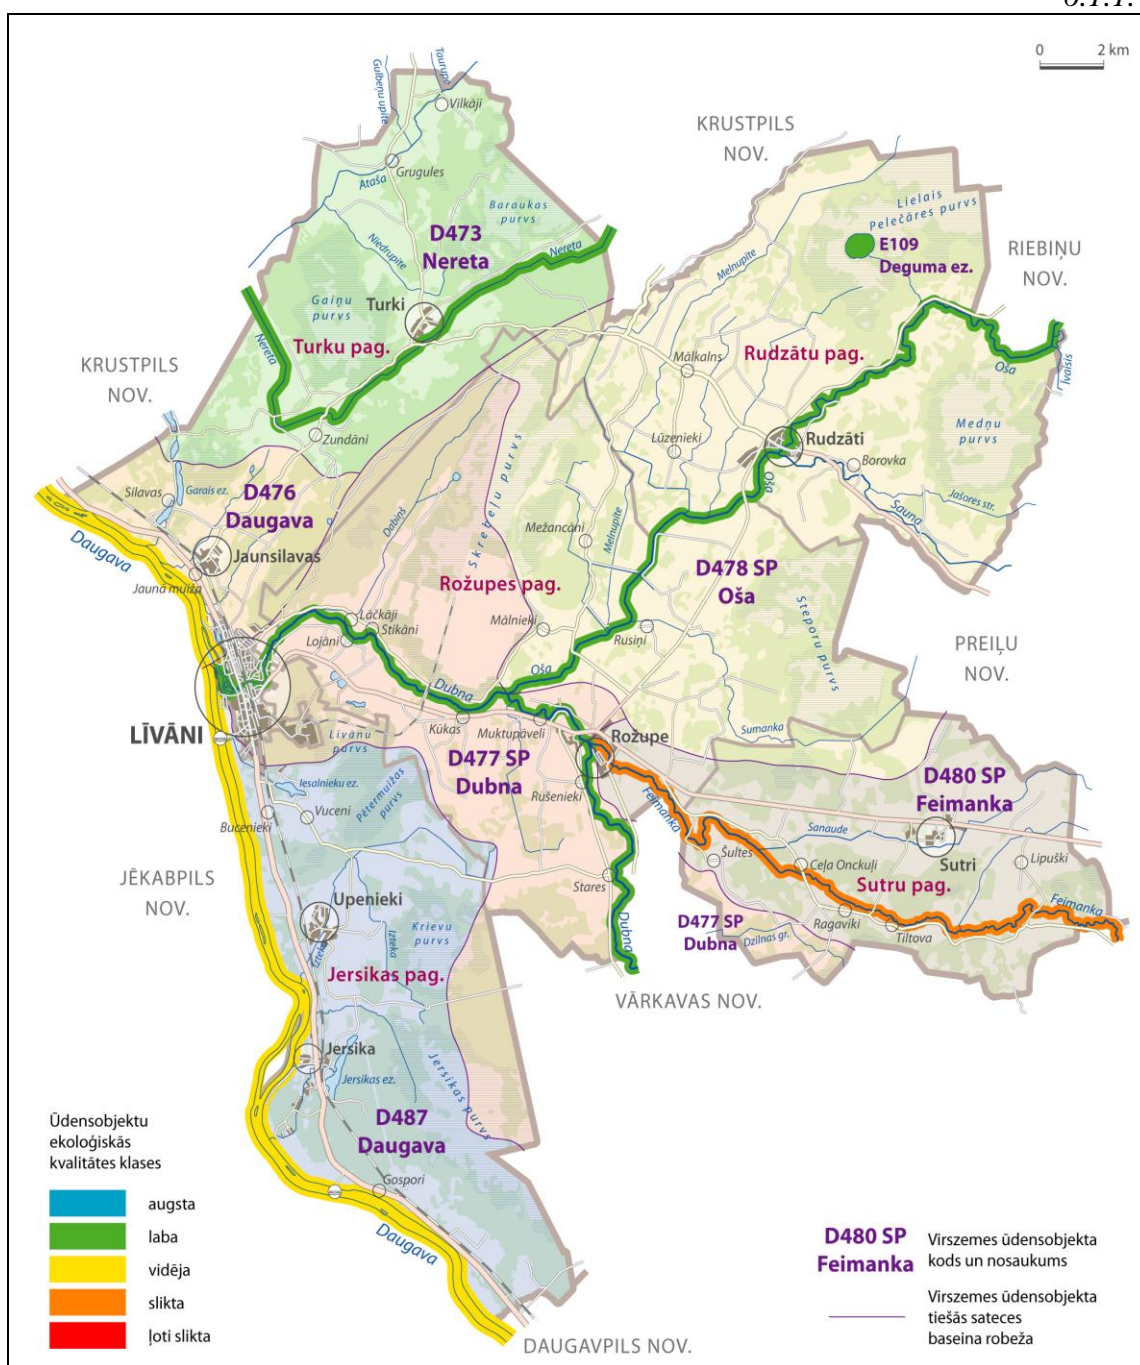 6.1.1.
0 2 km
KRUSTPILS
NOV.
Taurupe
Gulbeņu upīte
Vilkāji
Grugules
Ataša
Niedrupīte
Baraukas
purvs
D473
Nereta
Nereta
Gaiņu
purvs
Turki
Turku pag.
Nereta
Zundāni
KRUSTPILS
NOV.
Lielais
Pelečāres purvs
E109
Deguma ez.
RIEBIŅU
NOV.
Melnupīte
Mālkalns
Rudzātu pag.
Oša
Ivaisis
Medņu
purvs
Lūzenieki
Rudzāti
Borovka
Oša
Sauna
Jašores str.
Silavas
Garais ez.
D476
Daugava
Jaunsilavas
Daugava
Jaunā muiža
Dabiņš
Skrebeļu purvs
Mežancāni
Melnupīte
Rožupes pag.
D478 SP
Oša
Steporu purvs
Lāčkāji
Stikāni
Lojāni
Mālnieki
Rusiņi
Oša
Dubna
PREIĻU
NOV.
LĪVĀNI
Līvānu
purvs
Kūkas
Muktupāveli
Rožupe
Sumanka
D477 SP
Dubna
Rušenieki
D480 SP
Feimanka
Iesalnieku ez.
Pētermuižas
purvs
Vuceni
Bucenieki
Feimanka
Sanaude
Sutri
Šultes
Ceļa Onckuļi
Lipuški
Sutru pag.
Stares
JĒKABPILS
NOV.
Upenieki
Krievu
purvs
Izteka
Izteka
Dubna
D477 SP
Dubna
Dzilnas gr.
Ragaviki
Tiltova
Feimanka
Jersikas pag.
VĀRKAVAS NOV.
Jersika
Jersikas ez.
Jersikas purvs
D487
Daugava
Gospori
Daugava
DAUGAVPILS NOV.
Ūdensobjektu
ekoloģiskās
kvalitātes klases
augsta
laba
vidēja
slikta
ļoti slikta
D480 SP
Feimanka
Virszemes ūdensobjekta
kods un nosaukums
Virszemes ūdensobjekta
tiešās sateces
baseina robeža